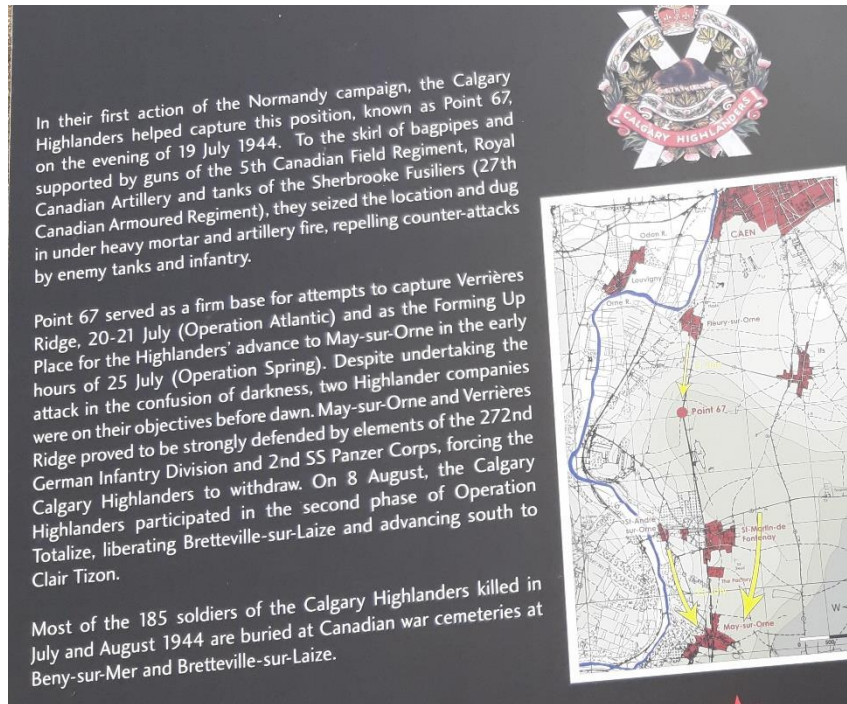 In their first action of the Normandy campaign, the Calgary
Highlanders helped capture this position, known as Point 67,
on the evening of 19 July 1944. To the skirl of bagpipes and
supported by guns of the 5th Canadian Field Regiment, Royal
Canadian Artillery and tanks of the Sherbrooke Fusiliers (27th
Canadian Armoured Regiment), they seized the location and dug
in under heavy mortar and artillery fire, repelling counter-attacks
by enemy tanks and infantry.
Point 67 served as a firm base for attempts to capture Verrières
Ridge, 20-21 July (Operation Atlantic) and as the Forming Up
Place for the Highlanders' advance to May-sur-Orne in the early
hours of 25 July (Operation Spring). Despite undertaking the
attack in the confusion of darkness, two Highlander companies
were on their objectives before dawn. May-sur-Orne and Verrières
Ridge proved to be strongly defended by elements of the 272nd
German Infantry Division and 2nd SS Panzer Corps, forcing the
Calgary Highlanders to withdraw. On 8 August, the Calgary
Highlanders participated in the second phase of Operation
Totalize, liberating Bretteville-sur-Laize and advancing south to
Clair Tizon.
Most of the 185 soldiers of the Calgary Highlanders killed in
July and August 1944 are buried at Canadian war cemeteries at
Beny-sur-Mer and Bretteville-sur-Laize.
CALGARY HIGHLANDERS
CAEN
Odon R.
Louvigny
Orne R.
Fleury-sur-Orne
Ifs
Point 67
St-André
sur-Orne
St-Martin-de
Fontenay
The Factory
May-sur-Orne
W
500